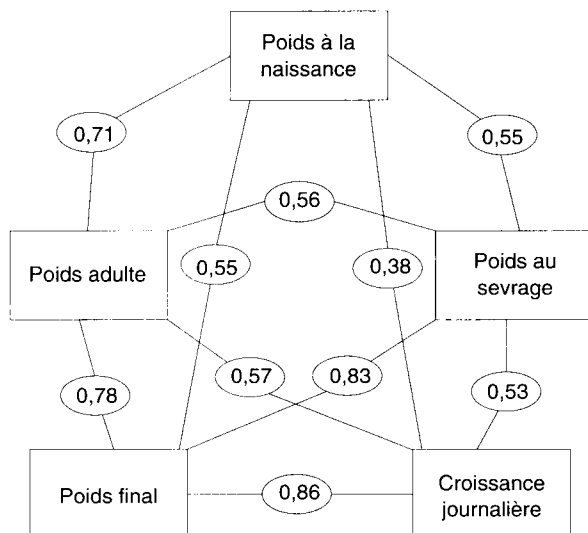 Poids à la
naissance
0,71
0,55
0,56
Poids adulte
0,55
0,38
Poids au
sevrage
0,78
0,57
0,83
0,53
Poids final
0,86
Croissance
journalière